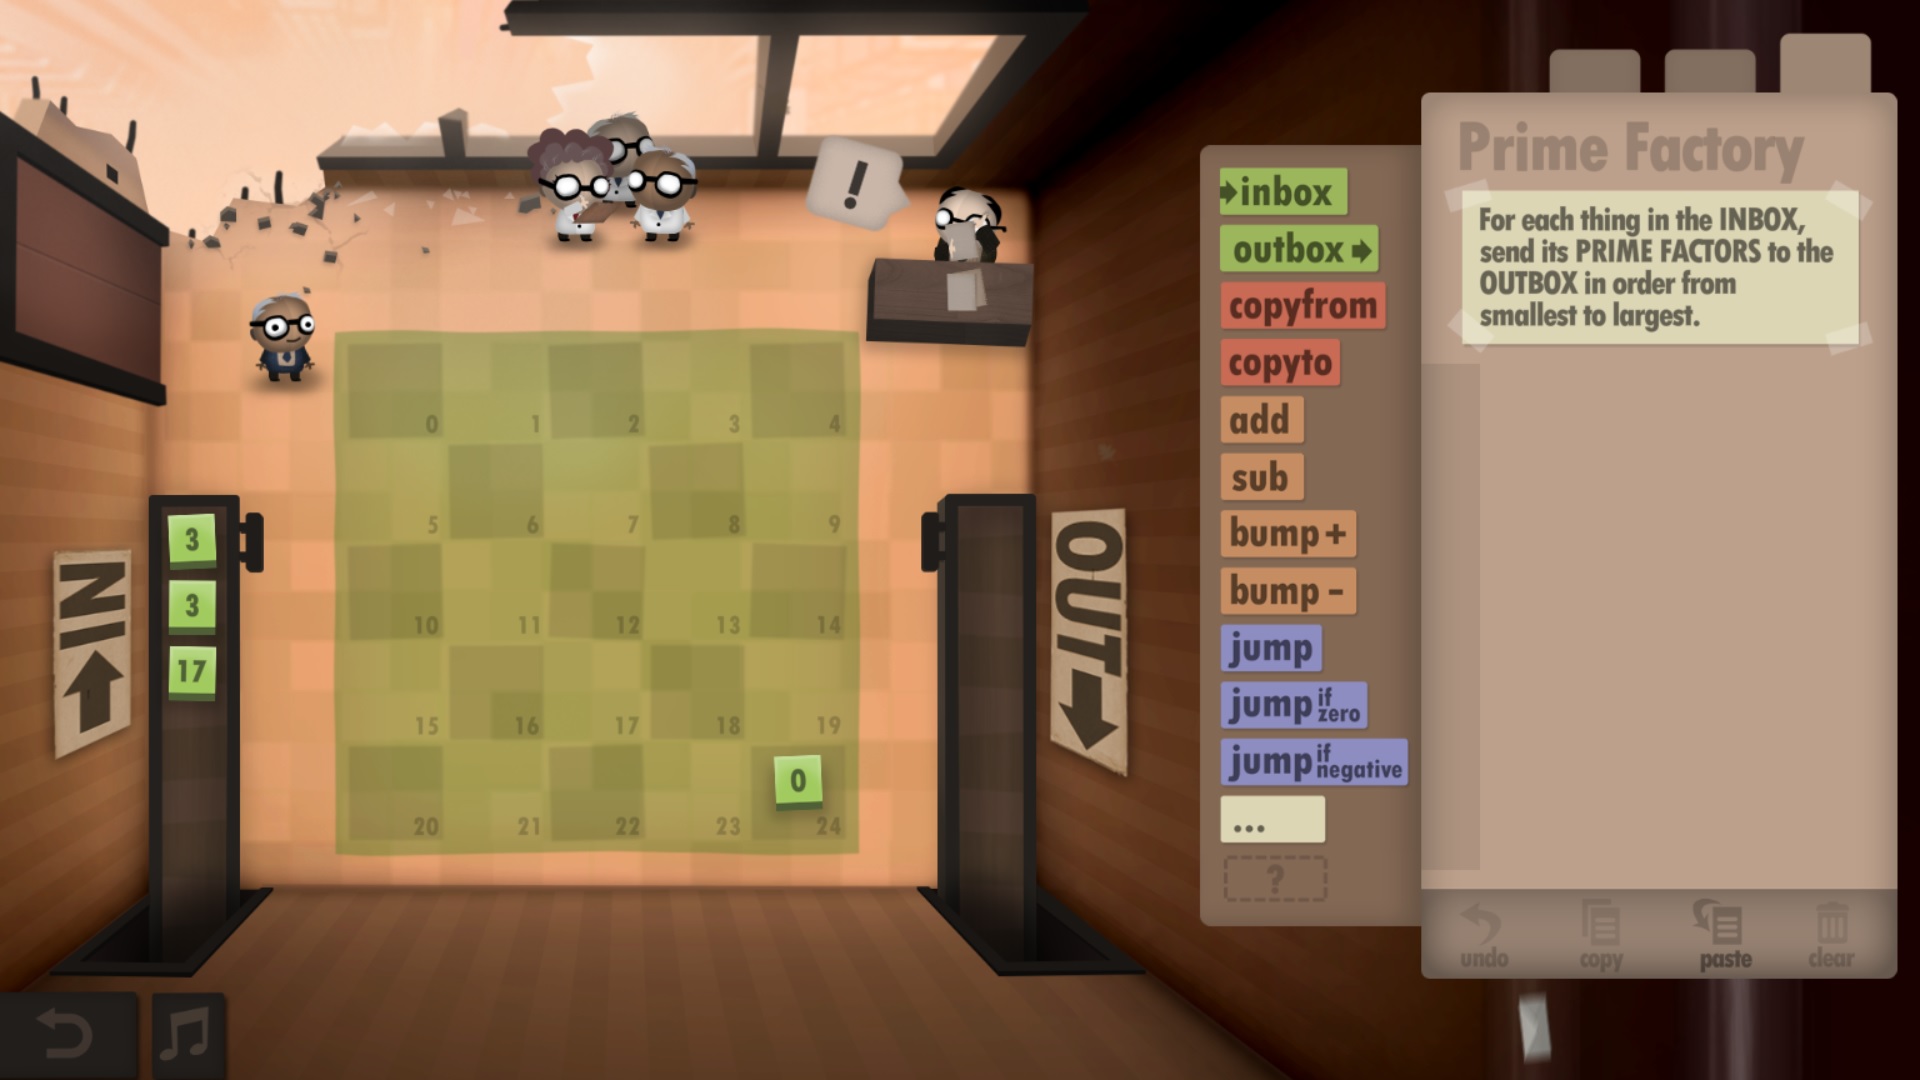 Prime Factory
For each thing in the INBOX,
send its PRIME FACTORS to the
OUTBOX in order from
smallest to largest.
inbox
outbox
copyfrom
copyto
add
sub
bump+
bump-
jump
jump if zero
jump if negative
...
?
undo
copy
paste
clear
!
IN
3
3
17
OUT
0 1 2 3 4
5 6 7 8 9
10 11 12 13 14
15 16 17 18 19
0
20 21 22 23 24